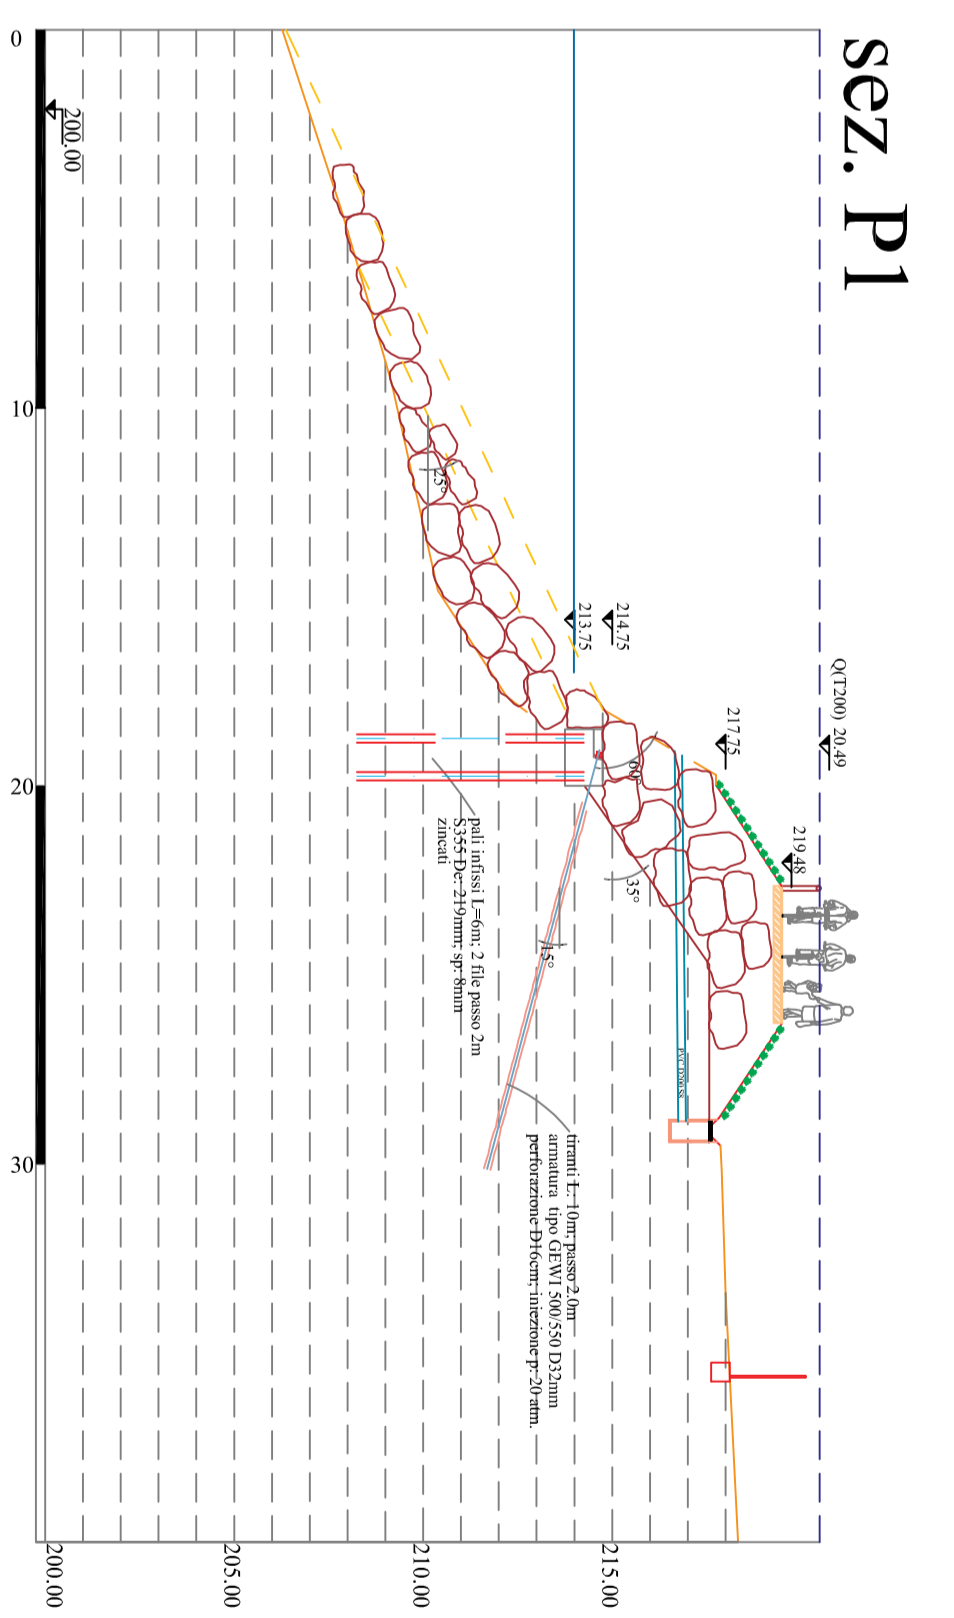 sez. P1
Q(T200) 20.49
219.48
217.75
214.75
213.75
60°
35°
25°
15°
PVC D200 S8
pali infissi L=6m; 2 file passo 2m
S355 De: 219mm; sp: 8mm
zincati
tiranti L: 10m; passo 2.0m
armatura tipo GEWI 500/550 D32mm
perforazione D16cm; iniezione p: 20 atm.
215.00
210.00
205.00
200.00
200.00
0
10
20
30